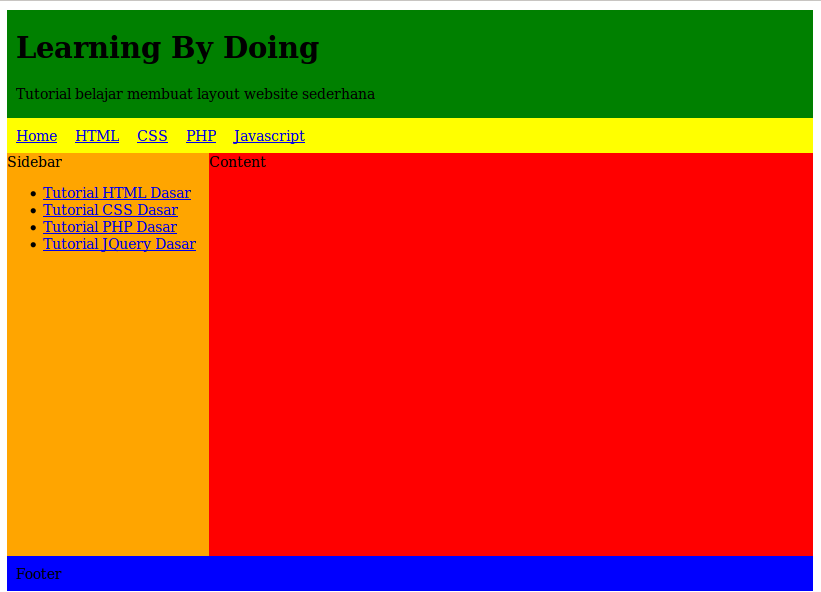 Learning By Doing
Tutorial belajar membuat layout website sederhana
Home HTML CSS PHP Javascript
Sidebar
Tutorial HTML Dasar
Tutorial CSS Dasar
Tutorial PHP Dasar
Tutorial JQuery Dasar
Content
Footer